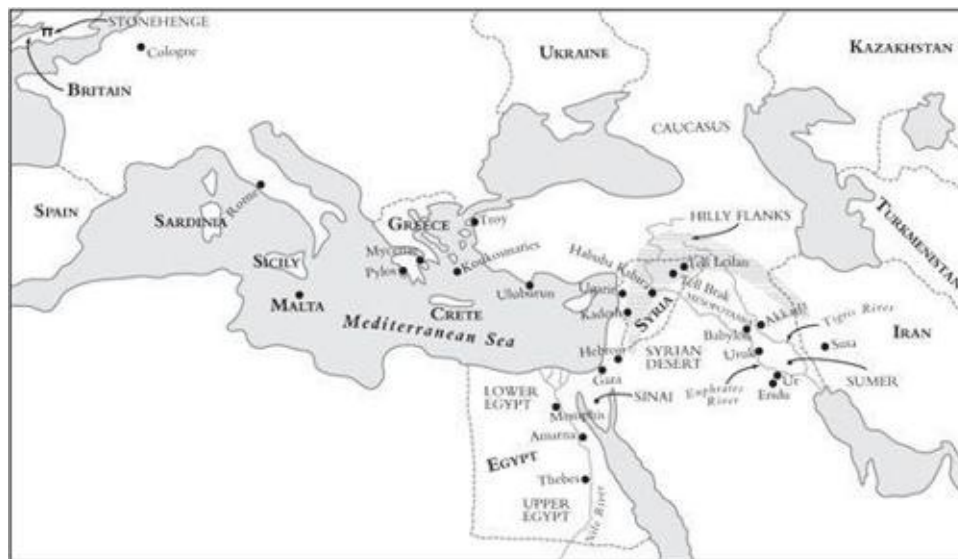 STONEHENGE
Cologne
BRITAIN
UKRAINE
KAZAKHSTAN
CAUCASUS
SPAIN
SARDINIA
Rome
GREECE
Troy
HILLY FLANKS
TURKMENISTAN
Mycenae
Pylos
Koukounaries
SICILY
MALTA
CRETE
Uluburun
Mediterranean Sea
Habuba Kabira
Tell Leilan
Tell Brak
Ugarit
Kadesh
SYRIA
MESOPOTAMIA
Akkad?
Babylon
Tigris River
IRAN
Susa
Uruk
Hebron
SYRIAN
DESERT
Gaza
Euphrates
River
Ur
Eridu
SUMER
LOWER
EGYPT
SINAI
Memphis
Amarna
EGYPT
Thebes
UPPER
EGYPT
Nile River